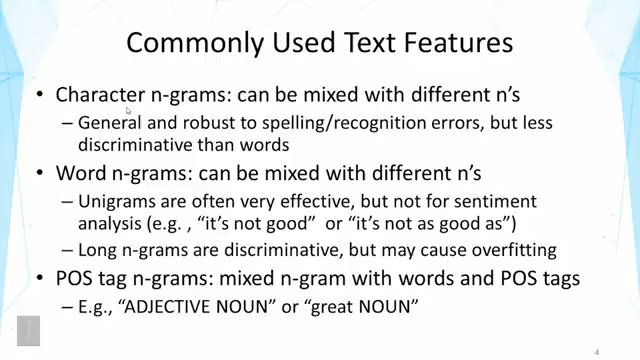 Commonly Used Text Features
• Character n-grams: can be mixed with different n's
– General and robust to spelling/recognition errors, but less
discriminative than words
• Word n-grams: can be mixed with different n's
– Unigrams are often very effective, but not for sentiment
analysis (e.g. , "it's not good" or "it's not as good as")
– Long n-grams are discriminative, but may cause overfitting
• POS tag n-grams: mixed n-gram with words and POS tags
– E.g., "ADJECTIVE NOUN" or "great NOUN"
4